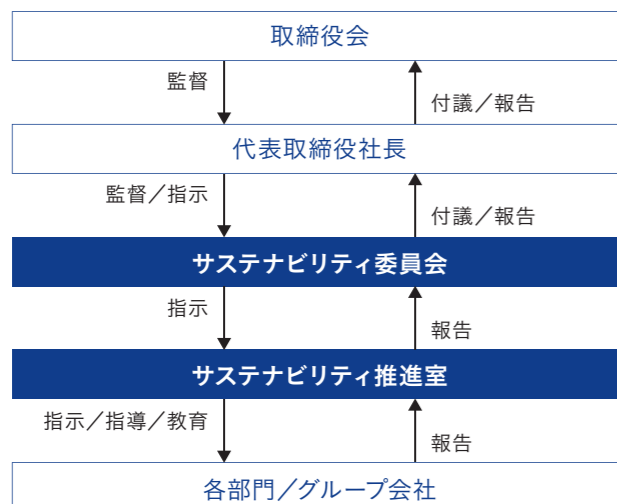 取締役会
監督
付議／報告
代表取締役社長
監督／指示
付議／報告
サステナビリティ委員会
指示
報告
サステナビリティ推進室
指示／指導／教育
報告
各部門／グループ会社